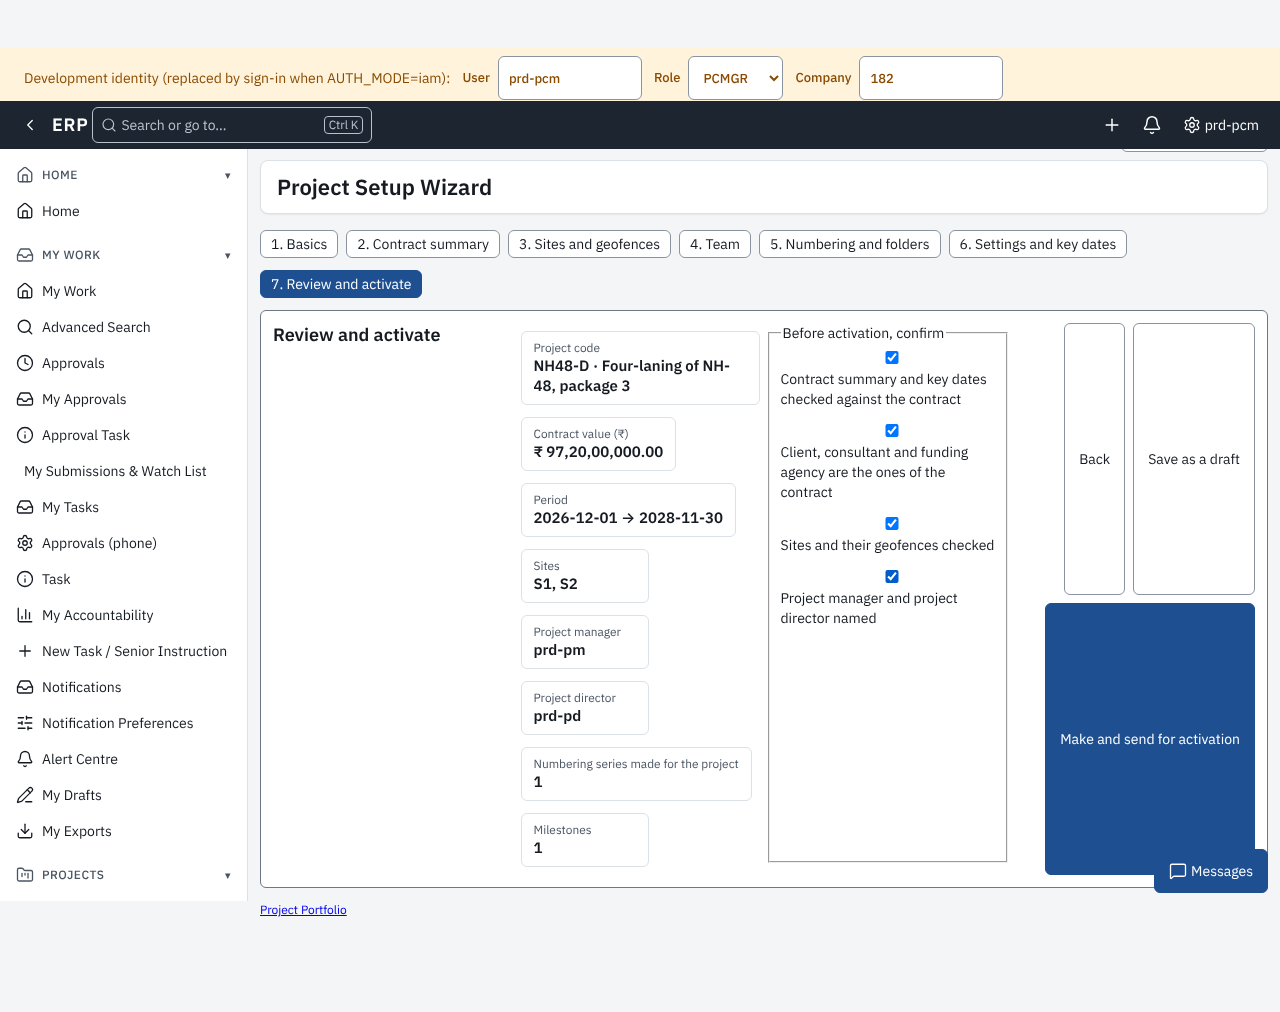 Development identity (replaced by sign-in when AUTH_MODE=iam): User prd-pcm Role PCMGR Company 182
ERP Search or go to... Ctrl K prd-pcm
HOME
Home
MY WORK
My Work
Advanced Search
Approvals
My Approvals
Approval Task
My Submissions & Watch List
My Tasks
Approvals (phone)
Task
My Accountability
New Task / Senior Instruction
Notifications
Notification Preferences
Alert Centre
My Drafts
My Exports
PROJECTS
Project Setup Wizard
1. Basics
2. Contract summary
3. Sites and geofences
4. Team
5. Numbering and folders
6. Settings and key dates
7. Review and activate
Review and activate
Project code
NH48-D · Four-laning of NH-
48, package 3
Contract value (₹)
₹ 97,20,00,000.00
Period
2026-12-01 → 2028-11-30
Sites
S1, S2
Project manager
prd-pm
Project director
prd-pd
Numbering series made for the project
1
Milestones
1
Before activation, confirm
Contract summary and key dates
checked against the contract
Client, consultant and funding
agency are the ones of the
contract
Sites and their geofences checked
Project manager and project
director named
Back
Save as a draft
Make and send for activation
Messages
Project Portfolio